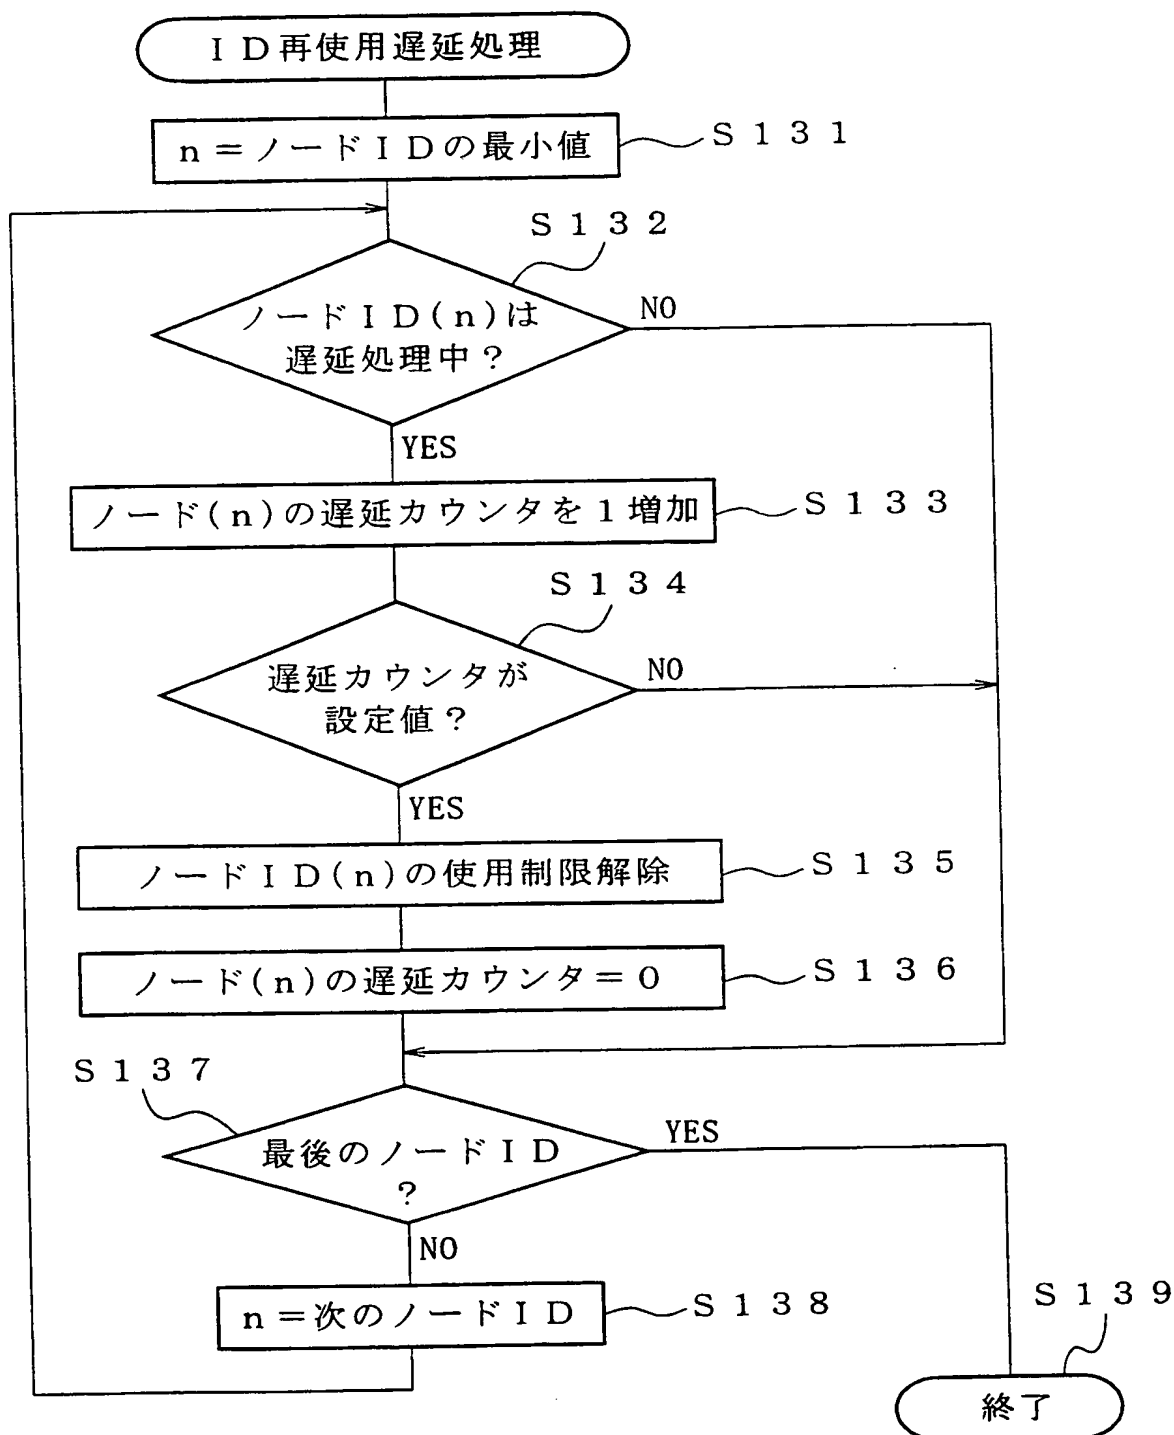 ID再使用遅延処理
n=ノードIDの最小値
S131
S132
ノードID(n)は
遅延処理中?
NO
YES
ノード(n)の遅延カウンタを1増加
S133
S134
遅延カウンタが
設定値?
NO
YES
ノードID(n)の使用制限解除
S135
ノード(n)の遅延カウンタ=0
S136
S137
最後のノードID
?
YES
NO
n=次のノードID
S138
S139
終了